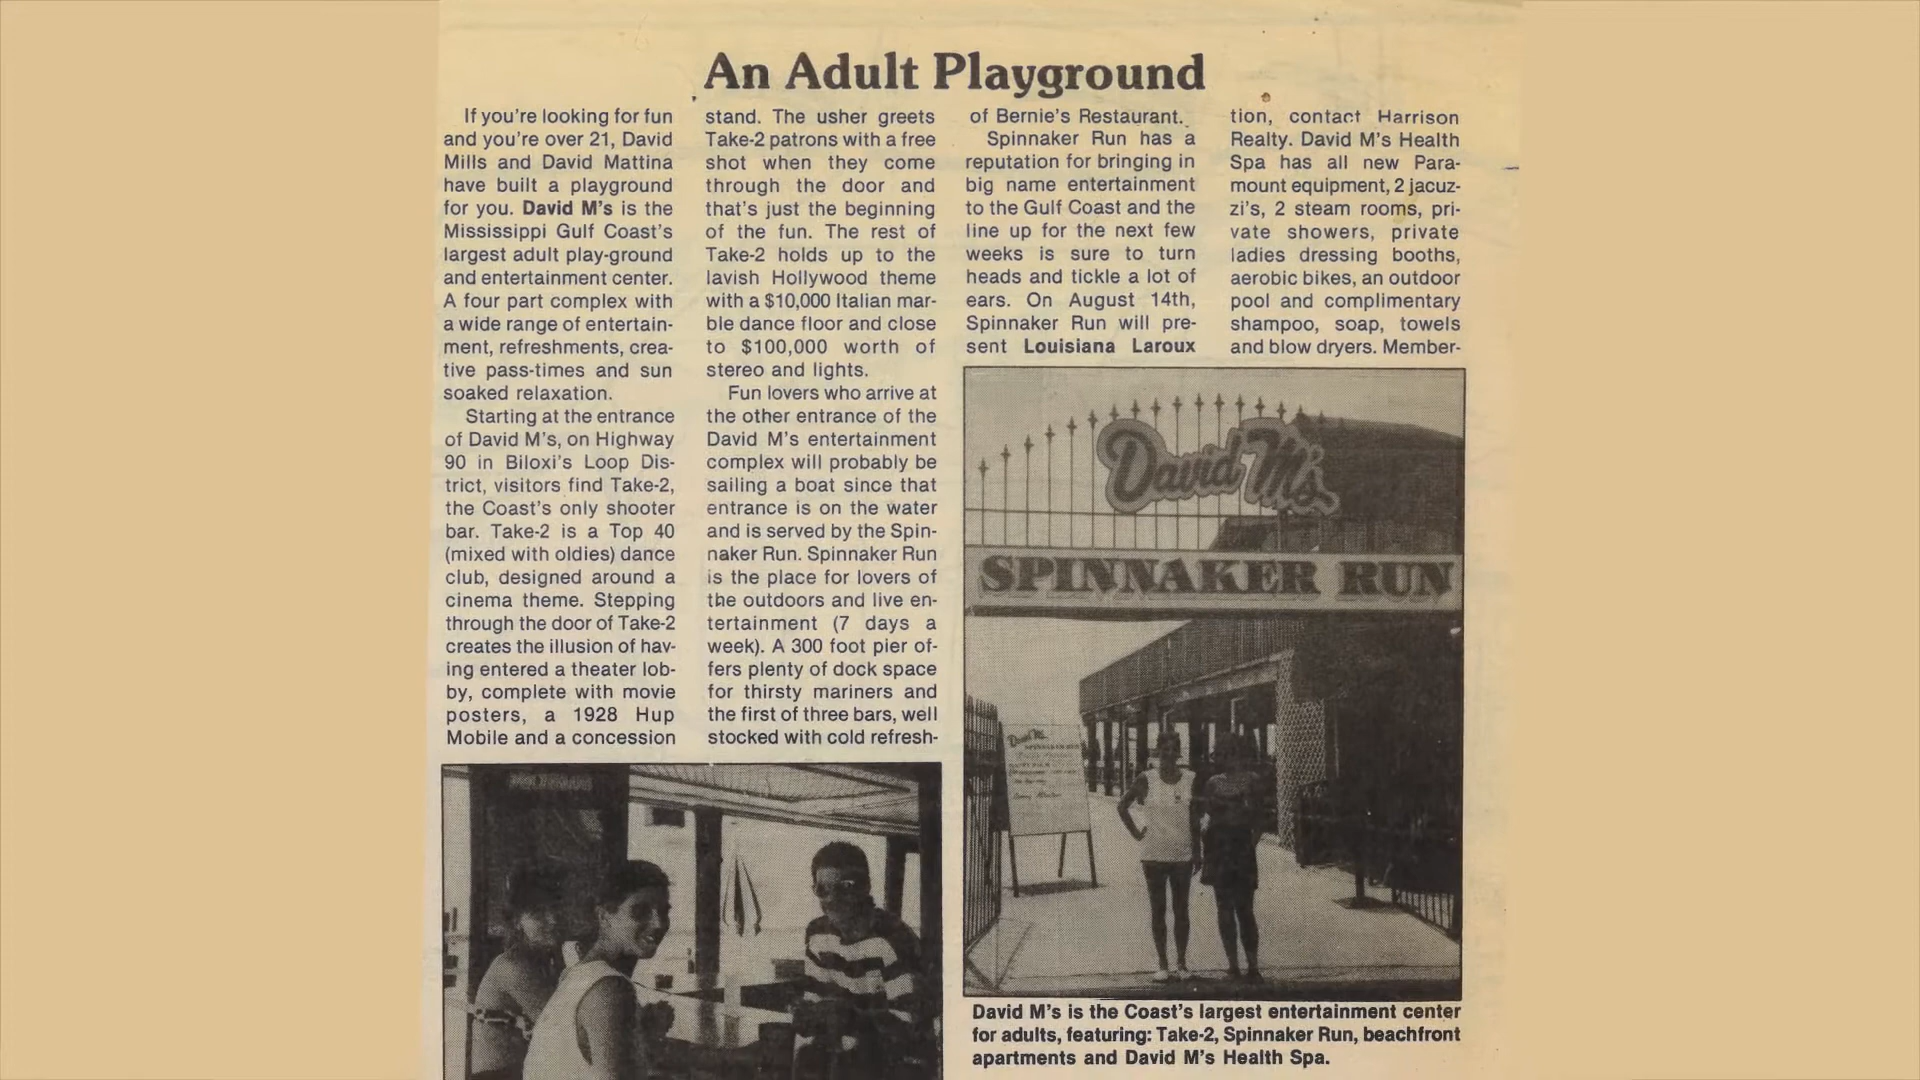 An Adult Playground
If you're looking for fun
and you're over 21, David
Mills and David Mattina
have built a playground
for you. David M's is the
Mississippi Gulf Coast's
largest adult play-ground
and entertainment center.
A four part complex with
a wide range of entertain-
ment, refreshments, crea-
tive pass-times and sun
soaked relaxation.
Starting at the entrance
of David M's, on Highway
90 in Biloxi's Loop Dis-
trict, visitors find Take-2,
the Coast's only shooter
bar. Take-2 is a Top 40
(mixed with oldies) dance
club, designed around a
cinema theme. Stepping
through the door of Take-2
creates the illusion of hav-
ing entered a theater lob-
by, complete with movie
posters, a 1928 Hup
Mobile and a concession
stand. The usher greets
Take-2 patrons with a free
shot when they come
through the door and
that's just the beginning
of the fun. The rest of
Take-2 holds up to the
lavish Hollywood theme
with a $10,000 Italian mar-
ble dance floor and close
to $100,000 worth of
stereo and lights.
Fun lovers who arrive at
the other entrance of the
David M's entertainment
complex will probably be
sailing a boat since that
entrance is on the water
and is served by the Spin-
naker Run. Spinnaker Run
is the place for lovers of
the outdoors and live en-
tertainment (7 days a
week). A 300 foot pier of-
fers plenty of dock space
for thirsty mariners and
the first of three bars, well
stocked with cold refresh-
of Bernie's Restaurant.
Spinnaker Run has a
reputation for bringing in
big name entertainment
to the Gulf Coast and the
line up for the next few
weeks is sure to turn
heads and tickle a lot of
ears. On August 14th,
Spinnaker Run will pre-
sent Louisiana Laroux
tion, contact Harrison
Realty. David M's Health
Spa has all new Para-
mount equipment, 2 jacuz-
zi's, 2 steam rooms, pri-
vate showers, private
ladies dressing booths,
aerobic bikes, an outdoor
pool and complimentary
shampoo, soap, towels
and blow dryers. Member-
David M's
SPINNAKER RUN
David M's
SPINNAKER RUN
David M's is the Coast's largest entertainment center
for adults, featuring: Take-2, Spinnaker Run, beachfront
apartments and David M's Health Spa.